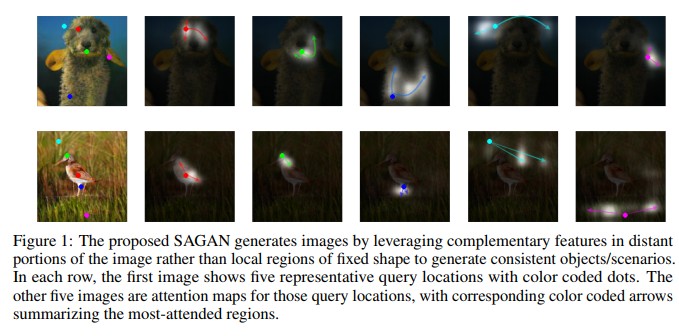 Figure 1: The proposed SAGAN generates images by leveraging complementary features in distant
portions of the image rather than local regions of fixed shape to generate consistent objects/scenarios.
In each row, the first image shows five representative query locations with color coded dots. The
other five images are attention maps for those query locations, with corresponding color coded arrows
summarizing the most-attended regions.